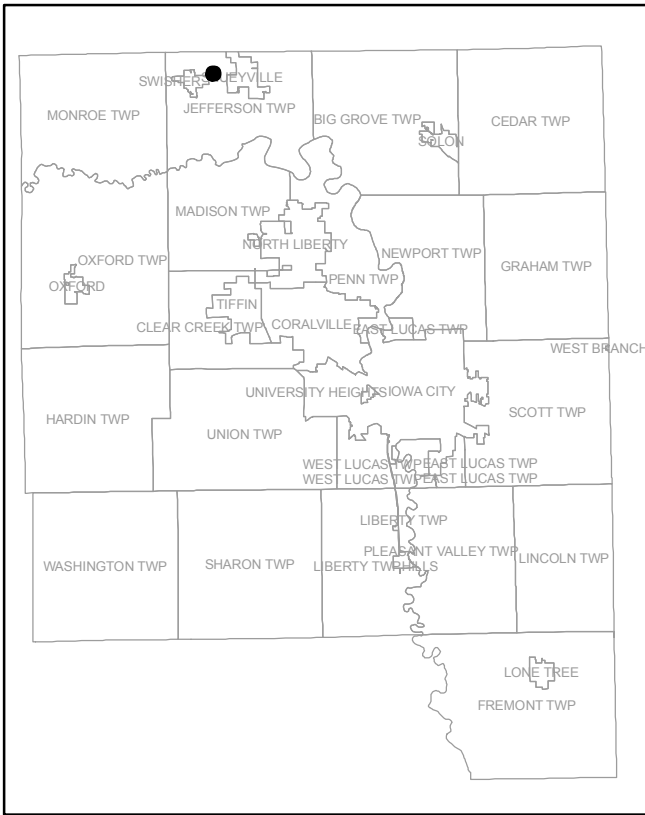 SWISHER
MONROE TWP
JEFFERSON TWP
BIG GROVE TWP
SOLON
CEDAR TWP
MADISON TWP
NORTH LIBERTY
NEWPORT TWP
OXFORD TWP
OXFORD
PENN TWP
GRAHAM TWP
TIFFIN
CLEAR CREEK TWP
CORALVILLE
EAST LUCAS TWP
WEST BRANCH
UNIVERSITY HEIGHTS
IOWA CITY
HARDIN TWP
SCOTT TWP
UNION TWP
WEST LUCAS TWP
EAST LUCAS TWP
WEST LUCAS TWP
EAST LUCAS TWP
LIBERTY TWP
PLEASANT VALLEY TWP
WASHINGTON TWP
SHARON TWP
LIBERTY TWP
HILLS
LINCOLN TWP
LONE TREE
FREMONT TWP